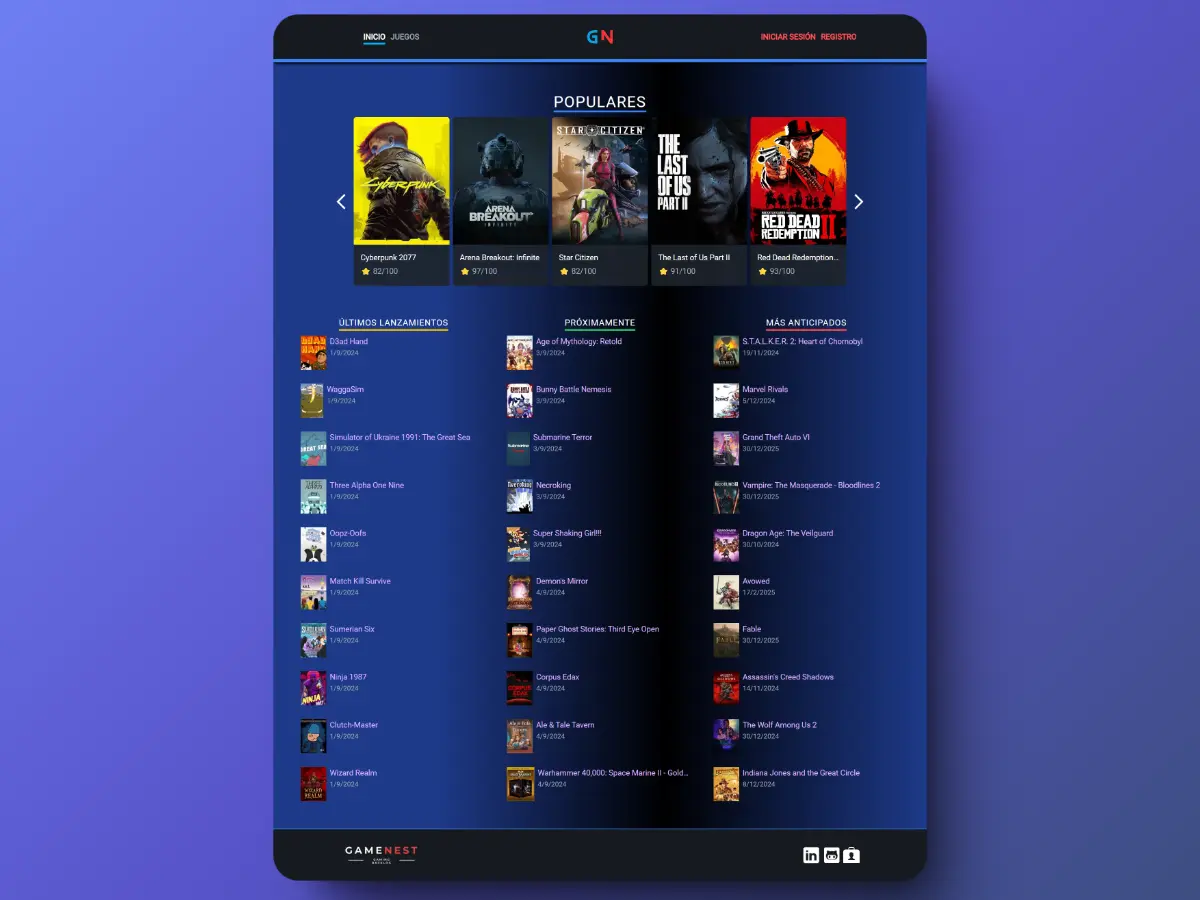 INICIO JUEGOS
GN
INICIAR SESIÓN REGISTRO
POPULARES
Cyberpunk
ARENA
BREAKOUT
INFINITE
STAR CITIZEN
THE
LAST
OF US
PART II
RED DEAD
REDEMPTION II
Cyberpunk 2077
82/100
Arena Breakout: Infinite
97/100
Star Citizen
82/100
The Last of Us Part II
91/100
Red Dead Redemption...
93/100
ÚLTIMOS LANZAMIENTOS
D3ad Hand
1/9/2024
WaggaSim
1/9/2024
Simulator of Ukraine 1991: The Great Sea
1/9/2024
Three Alpha One Nine
1/9/2024
Oopz-Oofs
1/9/2024
Match Kill Survive
1/9/2024
Sumerian Six
1/9/2024
Ninja 1987
1/9/2024
Clutch-Master
1/9/2024
Wizard Realm
1/9/2024
PRÓXIMAMENTE
Age of Mythology: Retold
3/9/2024
Bunny Battle Nemesis
3/9/2024
Submarine Terror
3/9/2024
Necroking
3/9/2024
Super Shaking Girl!!!
3/9/2024
Demon's Mirror
4/9/2024
Paper Ghost Stories: Third Eye Open
4/9/2024
Corpus Edax
4/9/2024
Ale & Tale Tavern
4/9/2024
Warhammer 40,000: Space Marine II - Gold...
4/9/2024
MÁS ANTICIPADOS
S.T.A.L.K.E.R. 2: Heart of Chornobyl
19/11/2024
Marvel Rivals
5/12/2024
Grand Theft Auto VI
30/12/2025
Vampire: The Masquerade - Bloodlines 2
30/12/2025
Dragon Age: The Veilguard
30/10/2024
Avowed
17/2/2025
Fable
30/12/2025
Assassin's Creed Shadows
14/11/2024
The Wolf Among Us 2
30/12/2024
Indiana Jones and the Great Circle
8/12/2024
GAMENEST
in